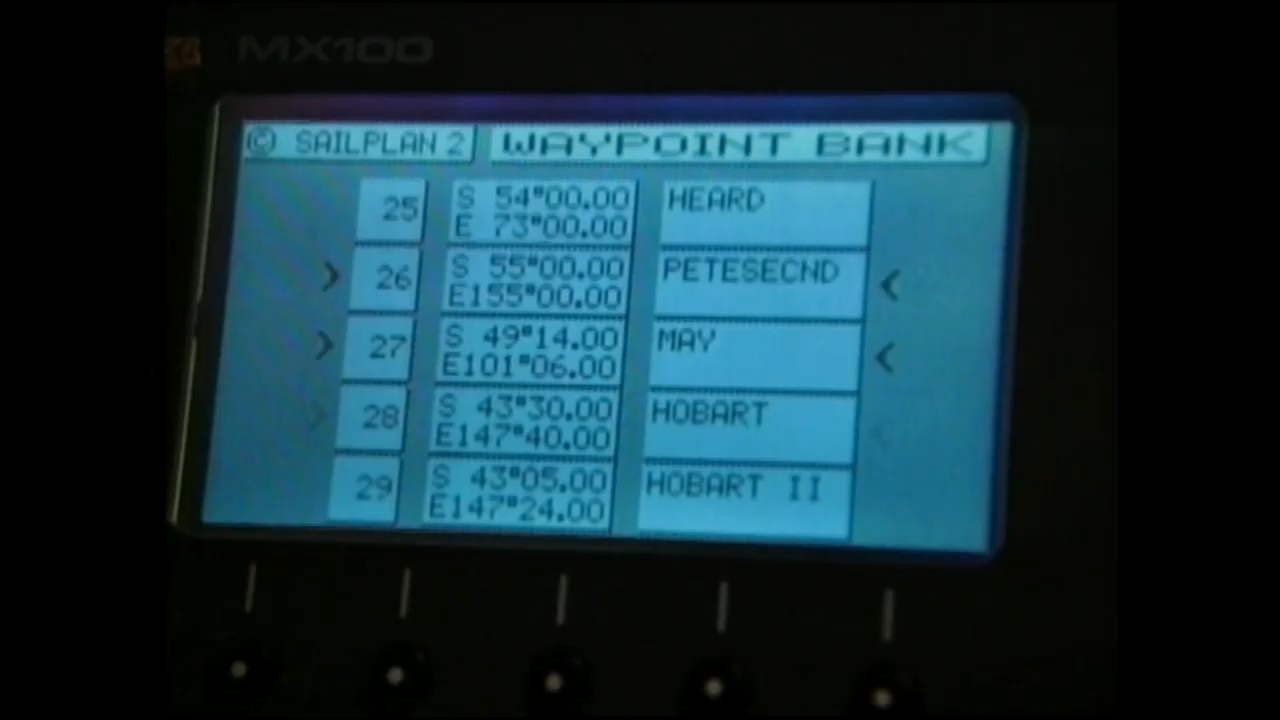 MX100
© SAILPLAN 2 WAYPOINT BANK
25 S 54°00.00 HEARD
E 73°00.00
> 26 S 55°00.00 PETESECND <
E155°00.00
> 27 S 49°14.00 MAY <
E101°06.00
28 S 43°30.00 HOBART
E147°40.00
29 S 43°05.00 HOBART II
E147°24.00